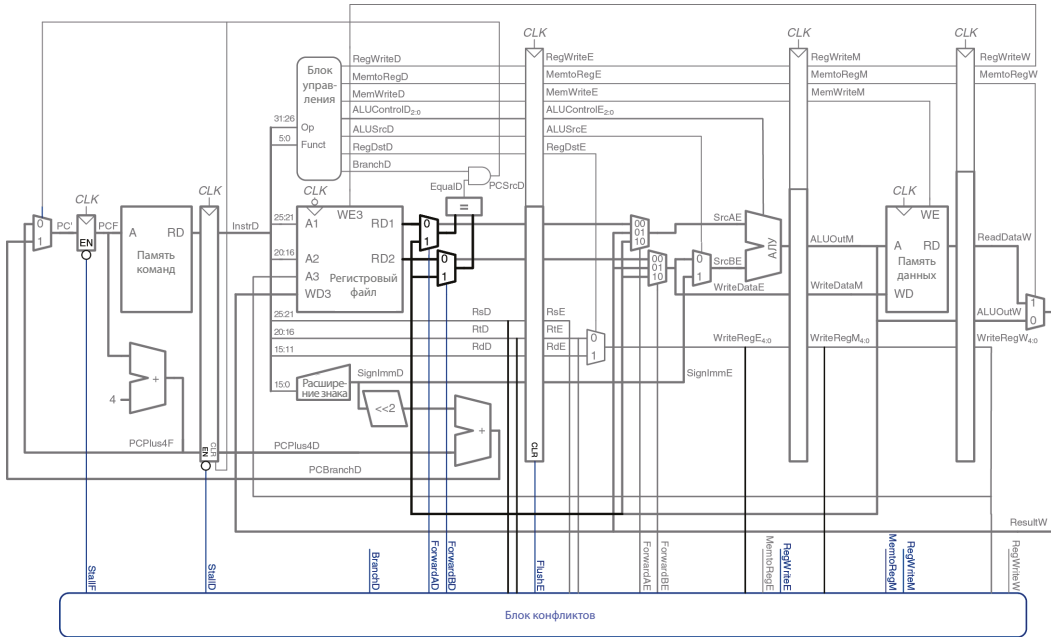 CLK
CLK
CLK
RegWriteD
RegWriteE
RegWriteM
RegWriteW
Блок
управ-
ления
MemtoRegD
MemtoRegE
MemtoRegM
MemtoRegW
MemWriteD
MemWriteE
MemWriteM
ALUControlD2:0
ALUControlE2:0
31:26
Op
ALUSrcD
ALUSrcE
5:0
Funct
RegDstD
RegDstE
BranchD
EqualD
PCSrcD
CLK
CLK
CLK
CLK
=
WE3
WE
0
1
PC'
EN
PCF
A
RD
Память
команд
InstrD
25:21
A1
RD1
0
1
00
01
10
SrcAE
АЛУ
ALUOutM
A
RD
Память
данных
ReadDataW
20:16
A2
RD2
0
1
00
01
10
0
1
SrcBE
A3
Регистровый
файл
WD3
WriteDataE
WriteDataM
WD
1
0
ALUOutW
25:21
RsD
RsE
20:16
RtD
RtE
15:11
RdD
RdE
0
1
WriteRegE4:0
WriteRegM4:0
WriteRegW4:0
+
4
15:0
Расшире-
ние знака
SignImmD
SignImmE
<<2
+
PCPlus4F
EN
CLR
PCPlus4D
CLR
PCBranchD
ResultW
StallF
StallD
BranchD
ForwardAD
ForwardBD
FlushE
ForwardAE
ForwardBE
MemtoRegE
RegWriteE
MemtoRegM
RegWriteM
RegWriteW
Блок конфликтов